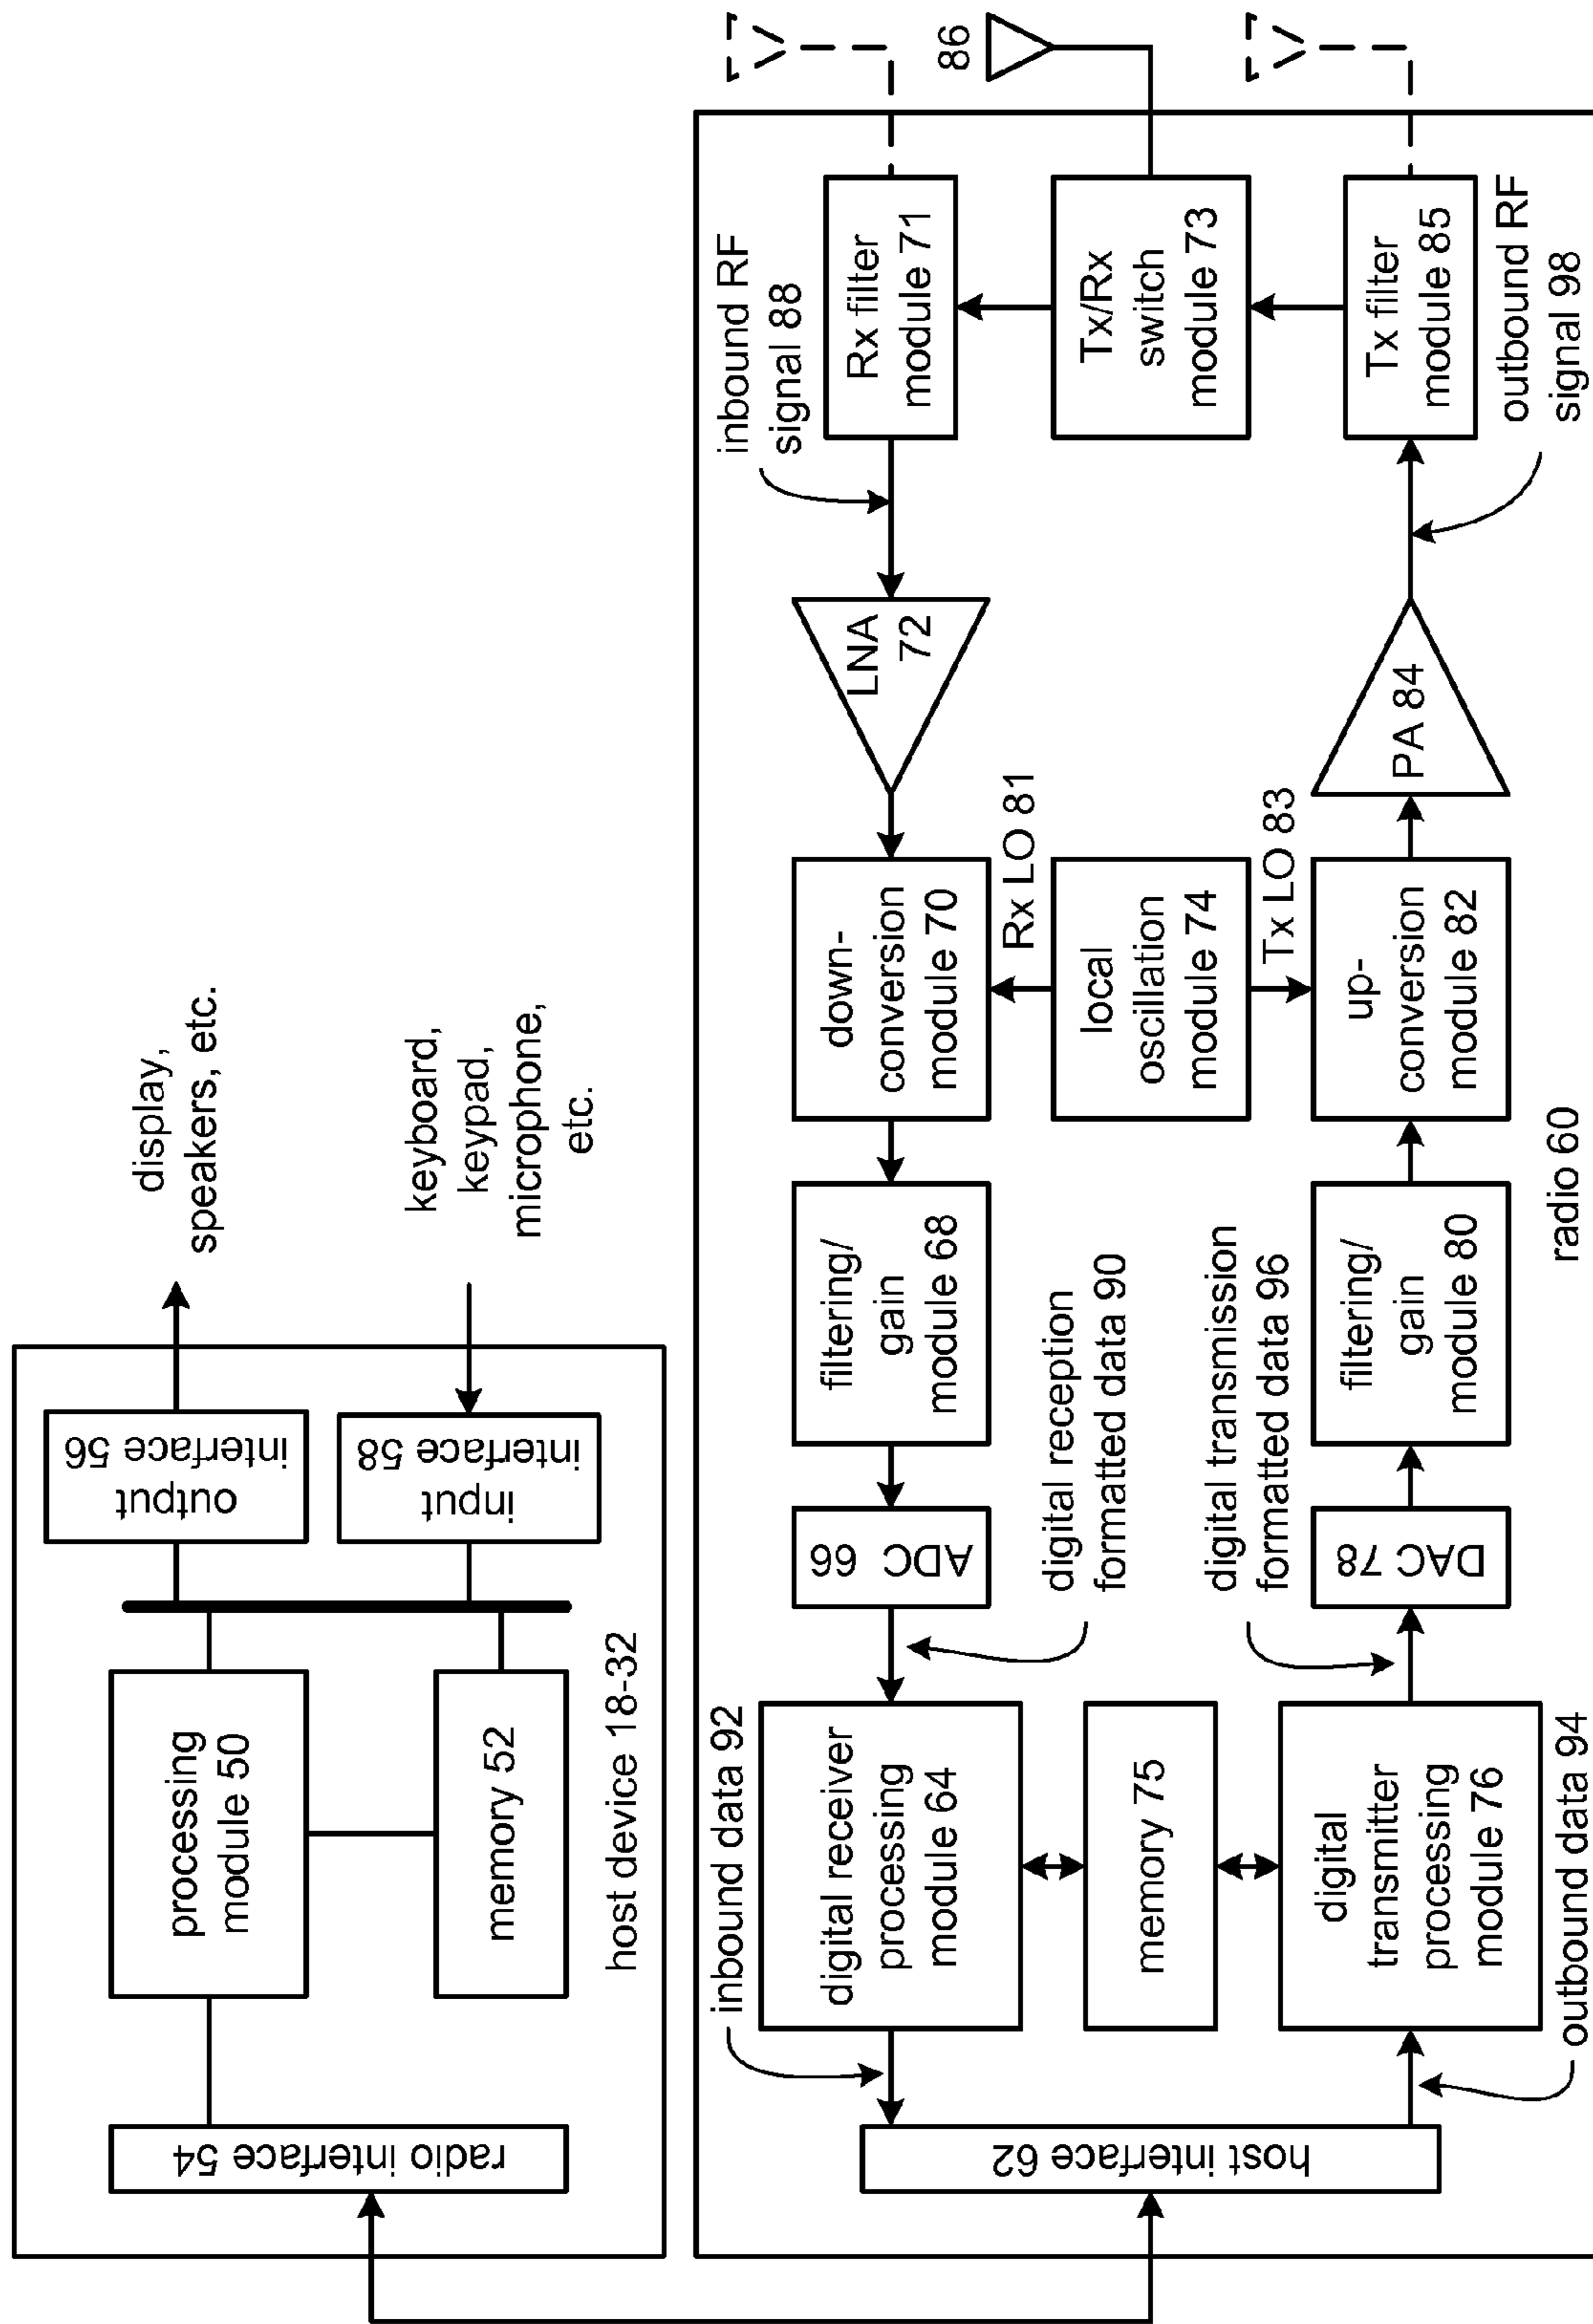 display,
speakers, etc.
keyboard,
keypad,
microphone,
etc.
output
interface 56
input
interface 58
processing
module 50
memory 52
radio interface 54
host device 18-32
86
inbound RF
signal 88
Rx filter
module 71
Tx/Rx
switch
module 73
Tx filter
module 85
outbound RF
signal 98
LNA
72
PA 84
down-
conversion
module 70
Rx LO 81
local
oscillation
module 74
Tx LO 83
up-
conversion
module 82
filtering/
gain
module 68
filtering/
gain
module 80
radio 60
ADC 66
digital reception
formatted data 90
digital transmission
formatted data 96
DAC 78
inbound data 92
digital receiver
processing
module 64
memory 75
digital
transmitter
processing
module 76
outbound data 94
host interface 62